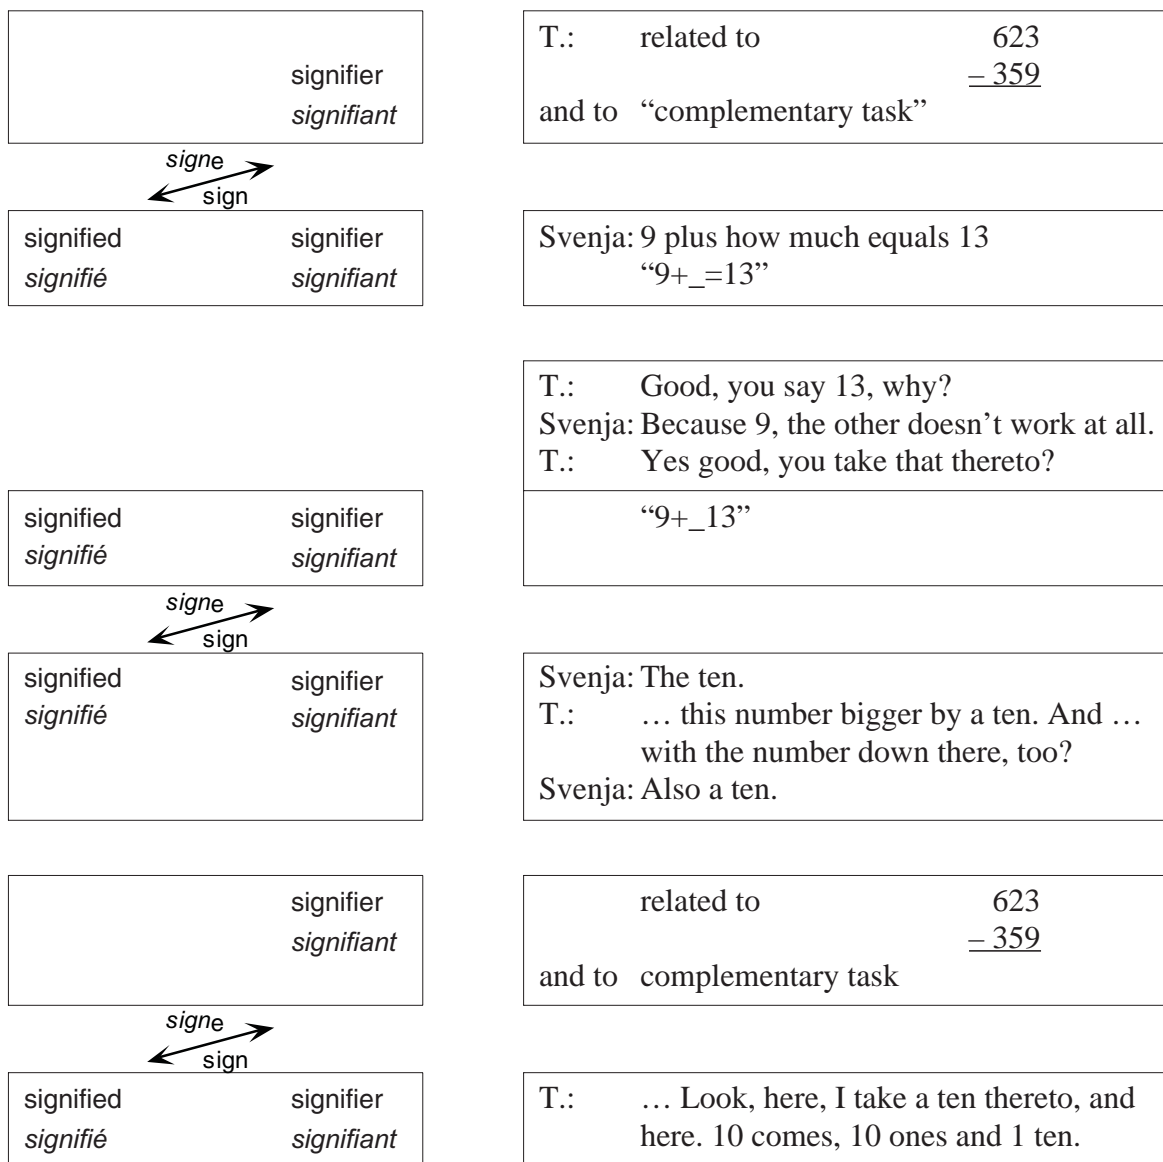 signifier
signifiant
T.: related to 623
– 359
and to “complementary task”
signe
sign
signified signifier
signifié signifiant
Svenja: 9 plus how much equals 13
“9+_=13”
T.: Good, you say 13, why?
Svenja: Because 9, the other doesn’t work at all.
T.: Yes good, you take that thereto?
signified signifier
signifié signifiant
“9+_13”
signe
sign
signified signifier
signifié signifiant
Svenja: The ten.
T.: … this number bigger by a ten. And …
with the number down there, too?
Svenja: Also a ten.
signifier
signifiant
related to 623
– 359
and to complementary task
signe
sign
signified signifier
signifié signifiant
T.: … Look, here, I take a ten thereto, and
here. 10 comes, 10 ones and 1 ten.